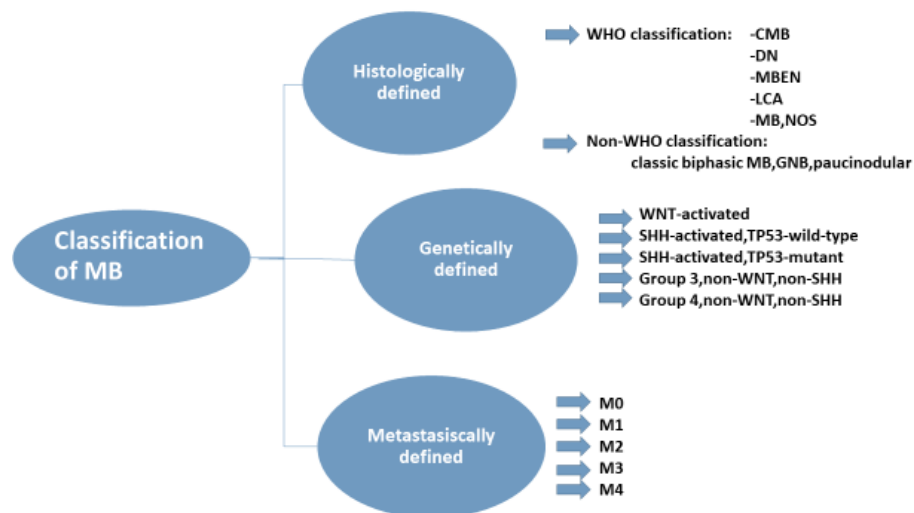 Classification
of MB
Histologically
defined
WHO classification: -CMB
-DN
-MBEN
-LCA
-MB,NOS
Non-WHO classification:
classic biphasic MB,GNB,paucinodular
Genetically
defined
WNT-activated
SHH-activated,TP53-wild-type
SHH-activated,TP53-mutant
Group 3,non-WNT,non-SHH
Group 4,non-WNT,non-SHH
Metastasiscally
defined
M0
M1
M2
M3
M4